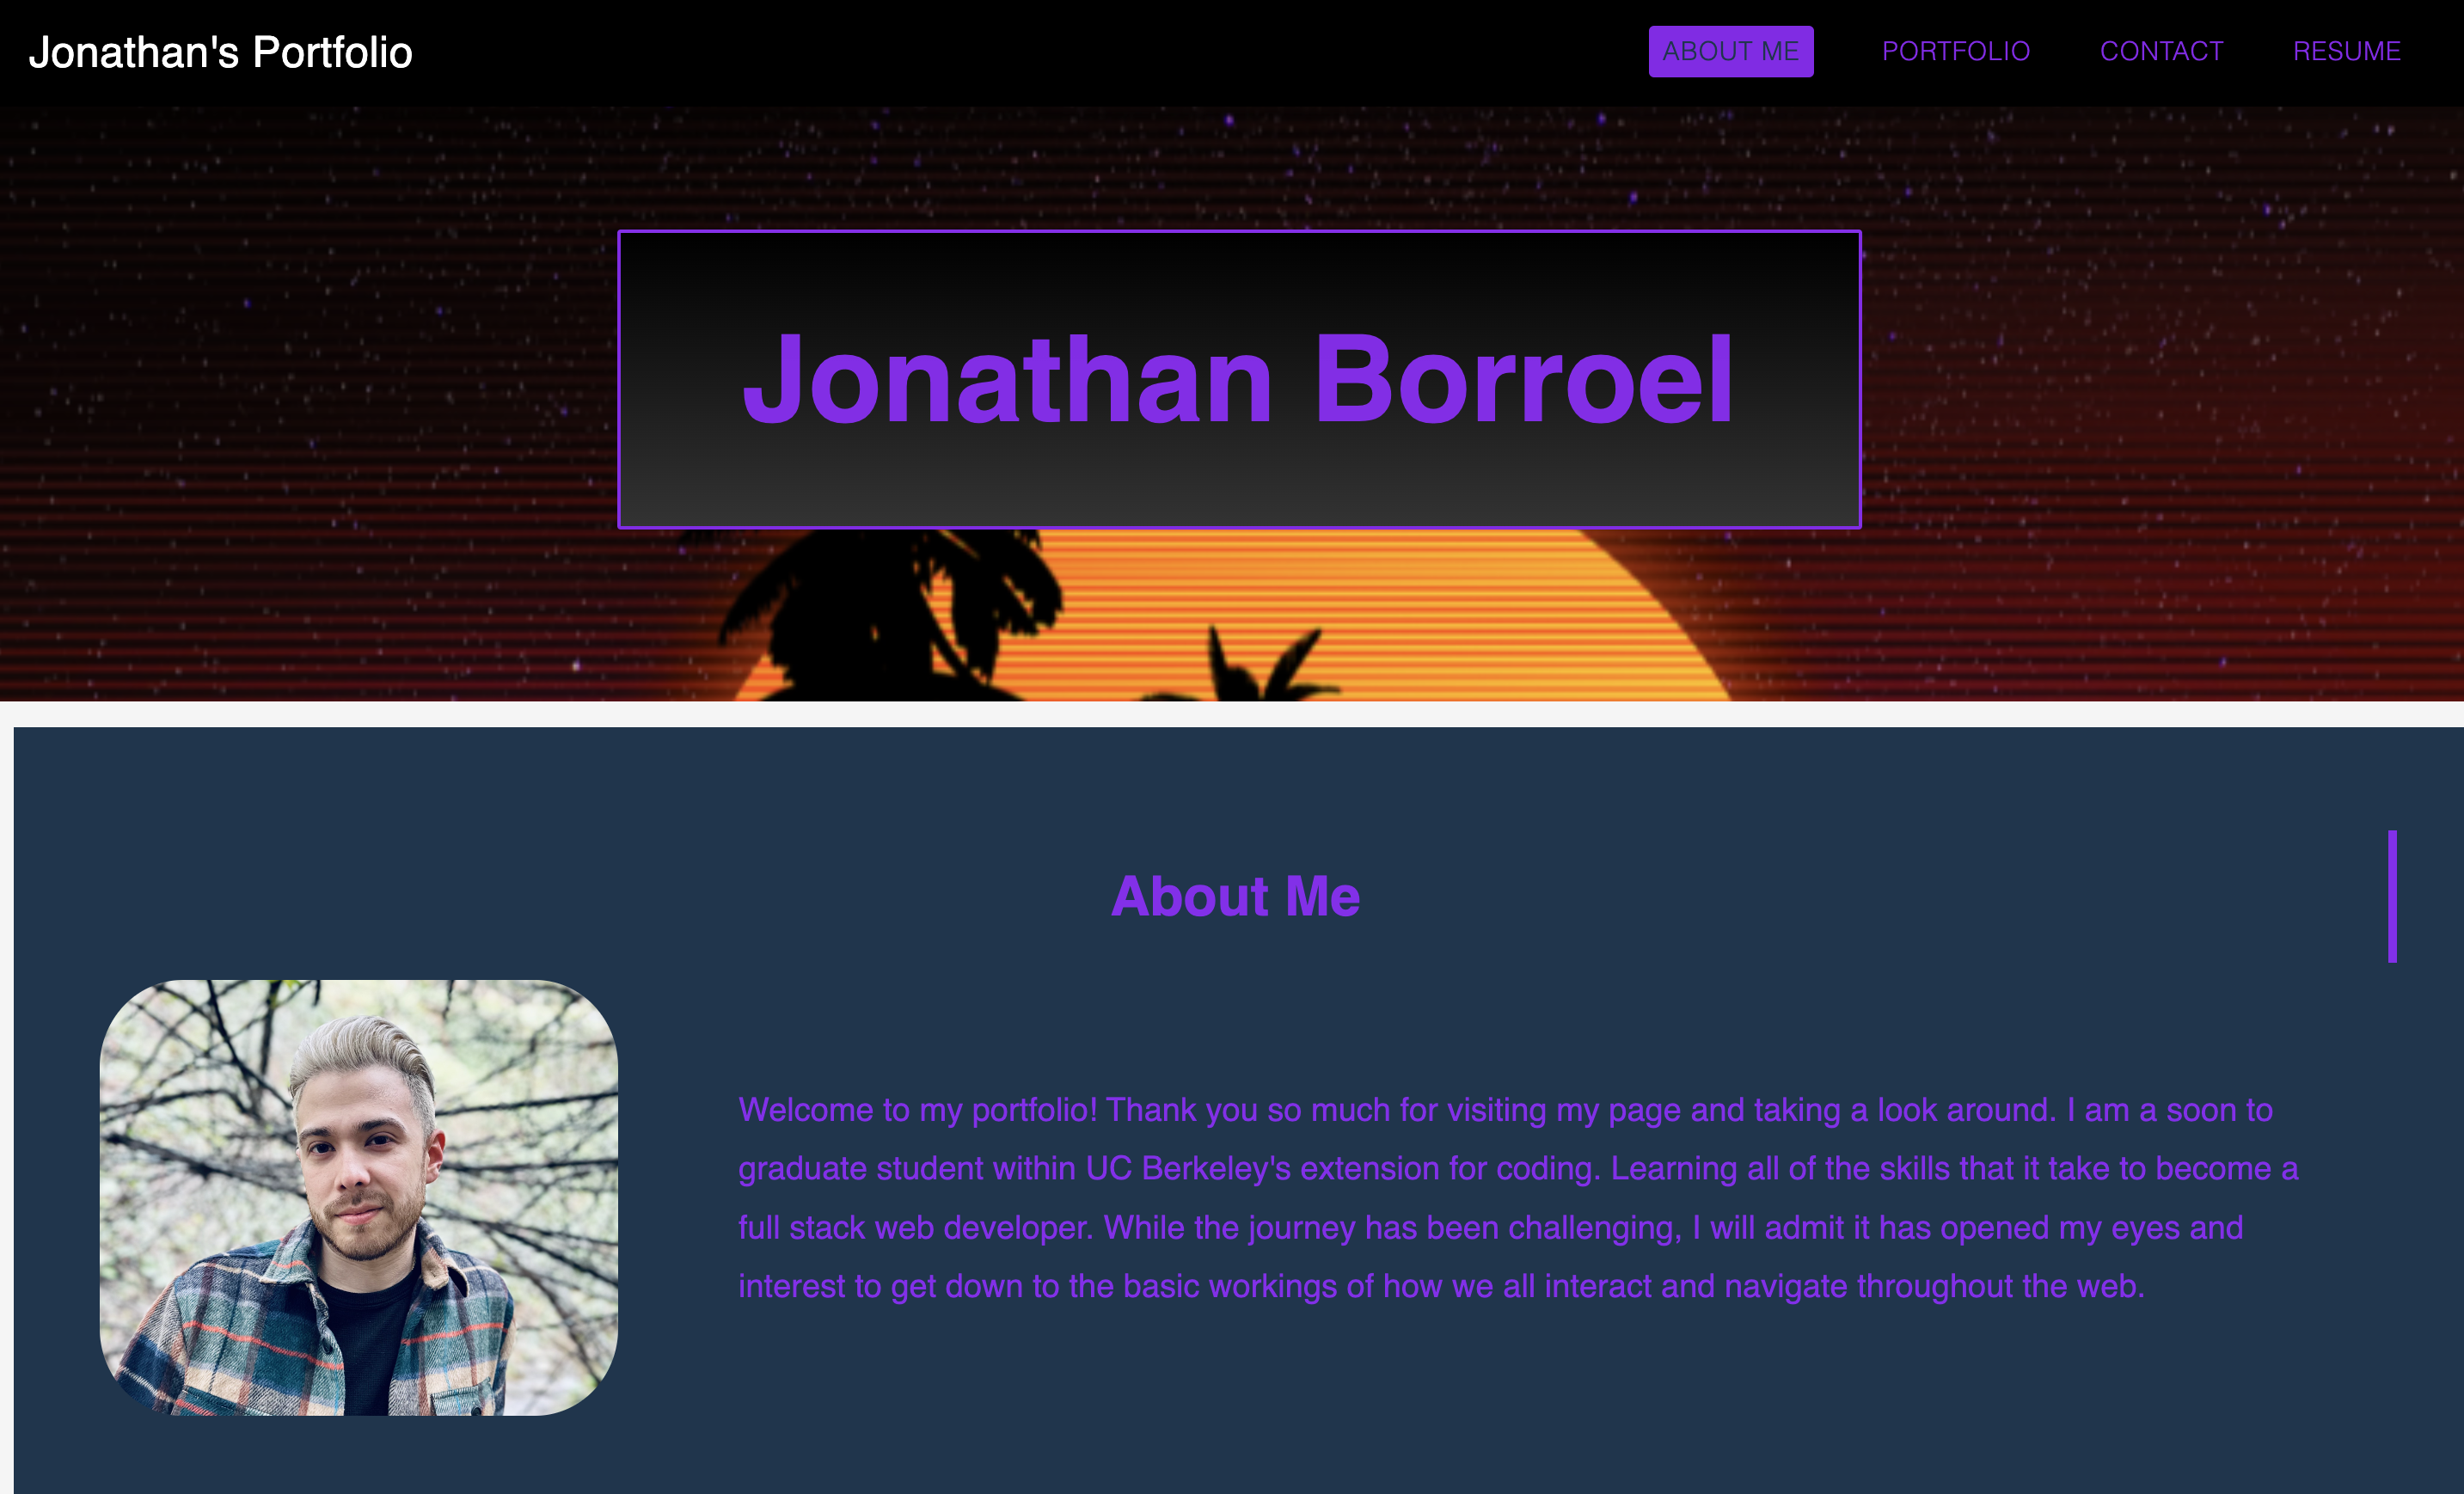 Jonathan's Portfolio
ABOUT ME
PORTFOLIO
CONTACT
RESUME
Jonathan Borroel
About Me
Welcome to my portfolio! Thank you so much for visiting my page and taking a look around. I am a soon to
graduate student within UC Berkeley's extension for coding. Learning all of the skills that it take to become a
full stack web developer. While the journey has been challenging, I will admit it has opened my eyes and
interest to get down to the basic workings of how we all interact and navigate throughout the web.